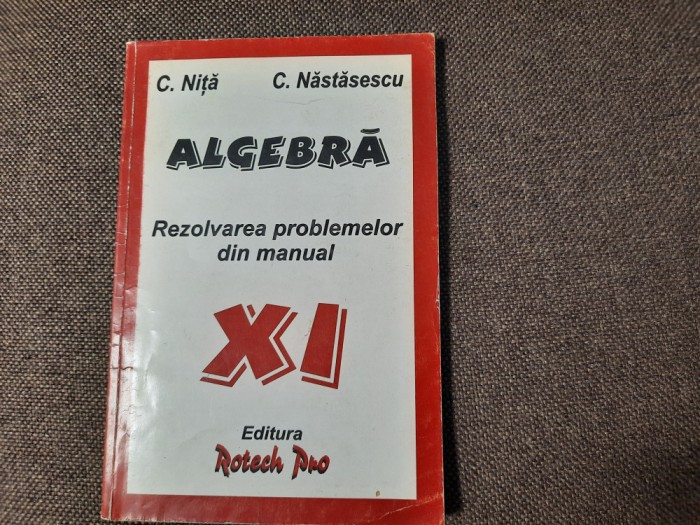 C. Niță C. Năstăsescu
ALGEBRĂ
Rezolvarea problemelor
din manual
XI
Editura
Rotech Pro